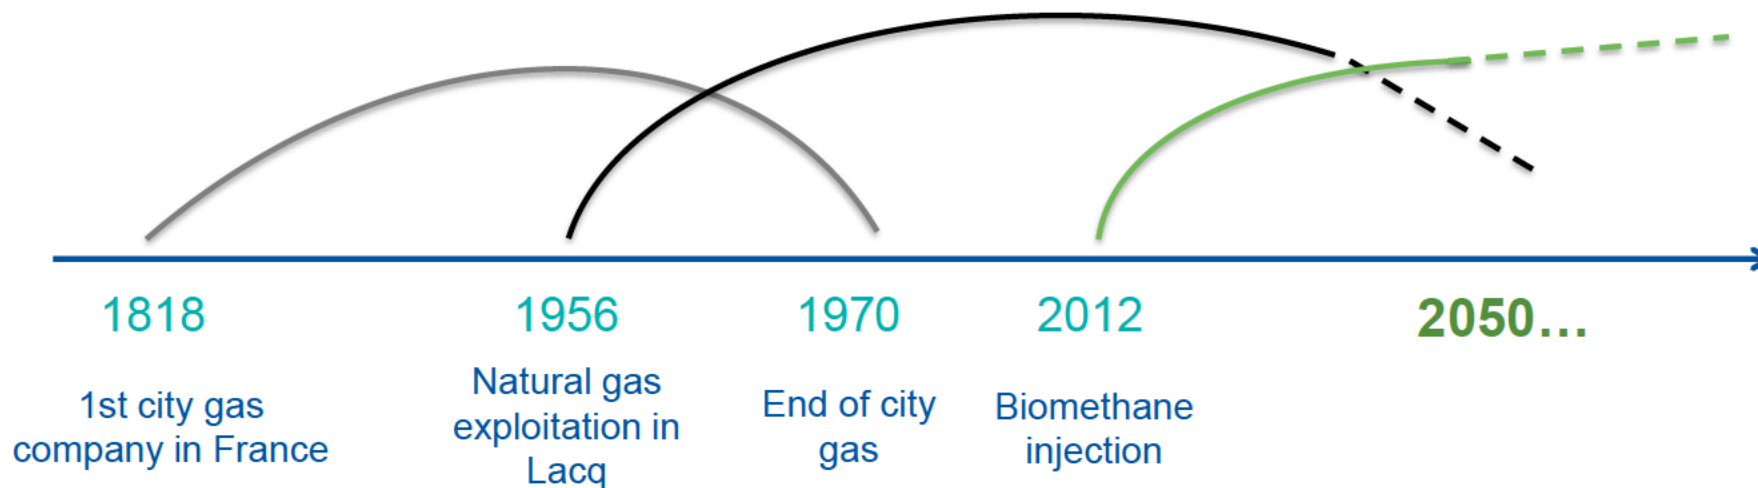 1818
1956
1970
2012
2050...
1st city gas
company in France
Natural gas
exploitation in
Lacq
End of city
gas
Biomethane
injection